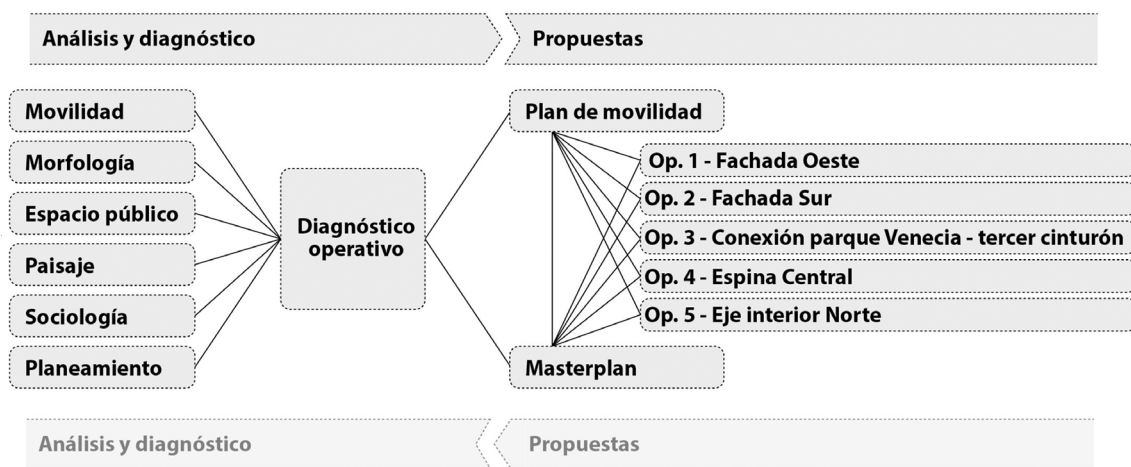 Análisis y diagnóstico
Propuestas
Movilidad
Morfología
Espacio público
Paisaje
Sociología
Planeamiento
Diagnóstico
operativo
Plan de movilidad
Op. 1 - Fachada Oeste
Op. 2 - Fachada Sur
Op. 3 - Conexión parque Venecia - tercer cinturón
Op. 4 - Espina Central
Op. 5 - Eje interior Norte
Masterplan
Análisis y diagnóstico
Propuestas